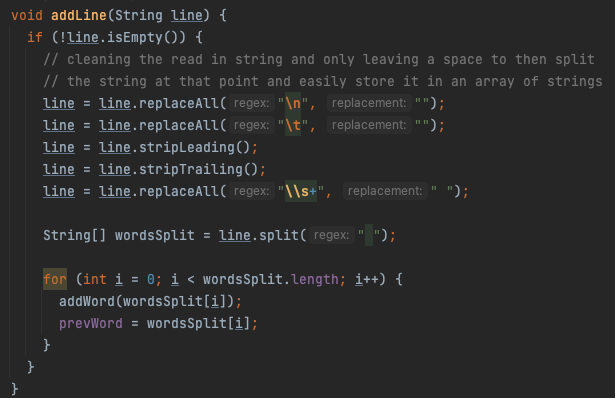 void addLine(String line) {
  if (!line.isEmpty()) {
    // cleaning the read in string and only leaving a space to then split
    // the string at that point and easily store it in an array of strings
    line = line.replaceAll( regex: "\n", replacement: "");
    line = line.replaceAll( regex: "\t", replacement: "");
    line = line.stripLeading();
    line = line.stripTrailing();
    line = line.replaceAll( regex: "\\s+", replacement: " ");

    String[] wordsSplit = line.split( regex: " ");

    for (int i = 0; i < wordsSplit.length; i++) {
      addWord(wordsSplit[i]);
      prevWord = wordsSplit[i];
    }
  }
}